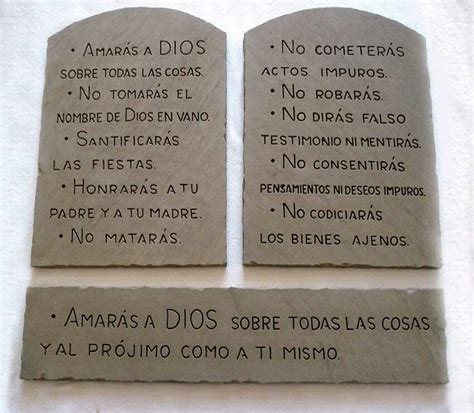 · Amarás a DIOS
sobre todas las cosas.
· No tomarás el
nombre de Dios en vano.
· Santificarás
las fiestas.
· Honrarás a tu
padre y a tu madre.
· No matarás.
· No cometerás
actos impuros.
· No robarás.
· No dirás falso
testimonio ni mentirás.
· No consentirás
pensamientos ni deseos impuros.
· No codiciarás
los bienes ajenos.
· Amarás a DIOS sobre todas las cosas
y al prójimo como a ti mismo.